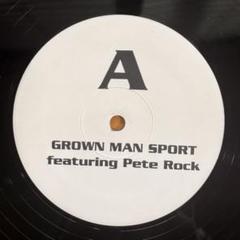 A
GROWN MAN SPORT
featuring Pete Rock